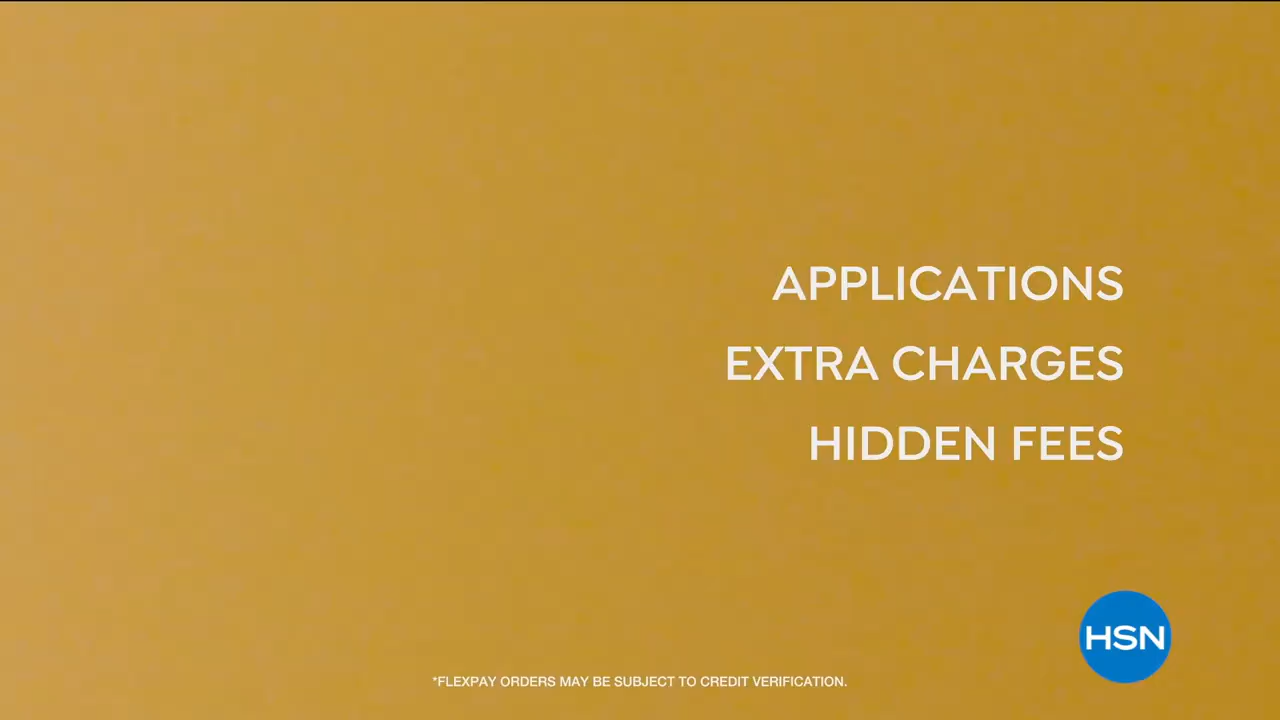 APPLICATIONS
EXTRA CHARGES
HIDDEN FEES
HSN
*FLEXPAY ORDERS MAY BE SUBJECT TO CREDIT VERIFICATION.